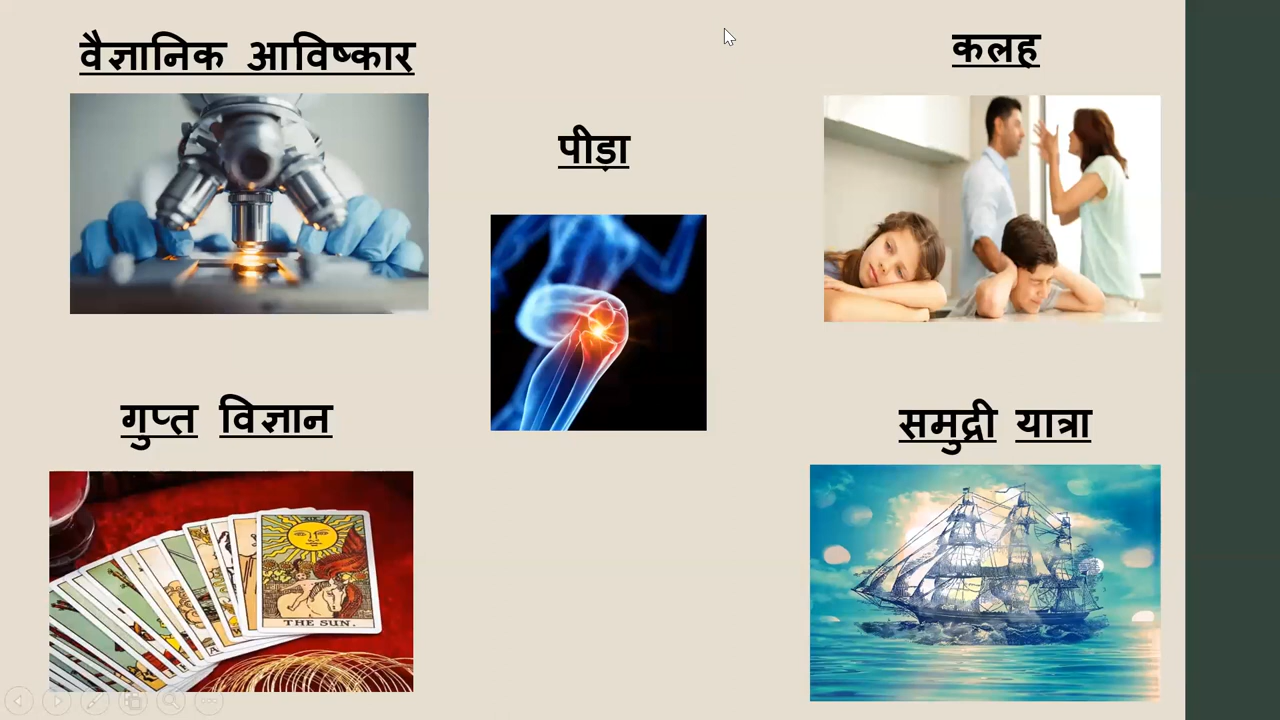 वैज्ञानिक आविष्कार
कलह
पीड़ा
गुप्त विज्ञान
समुद्री यात्रा
THE SUN.